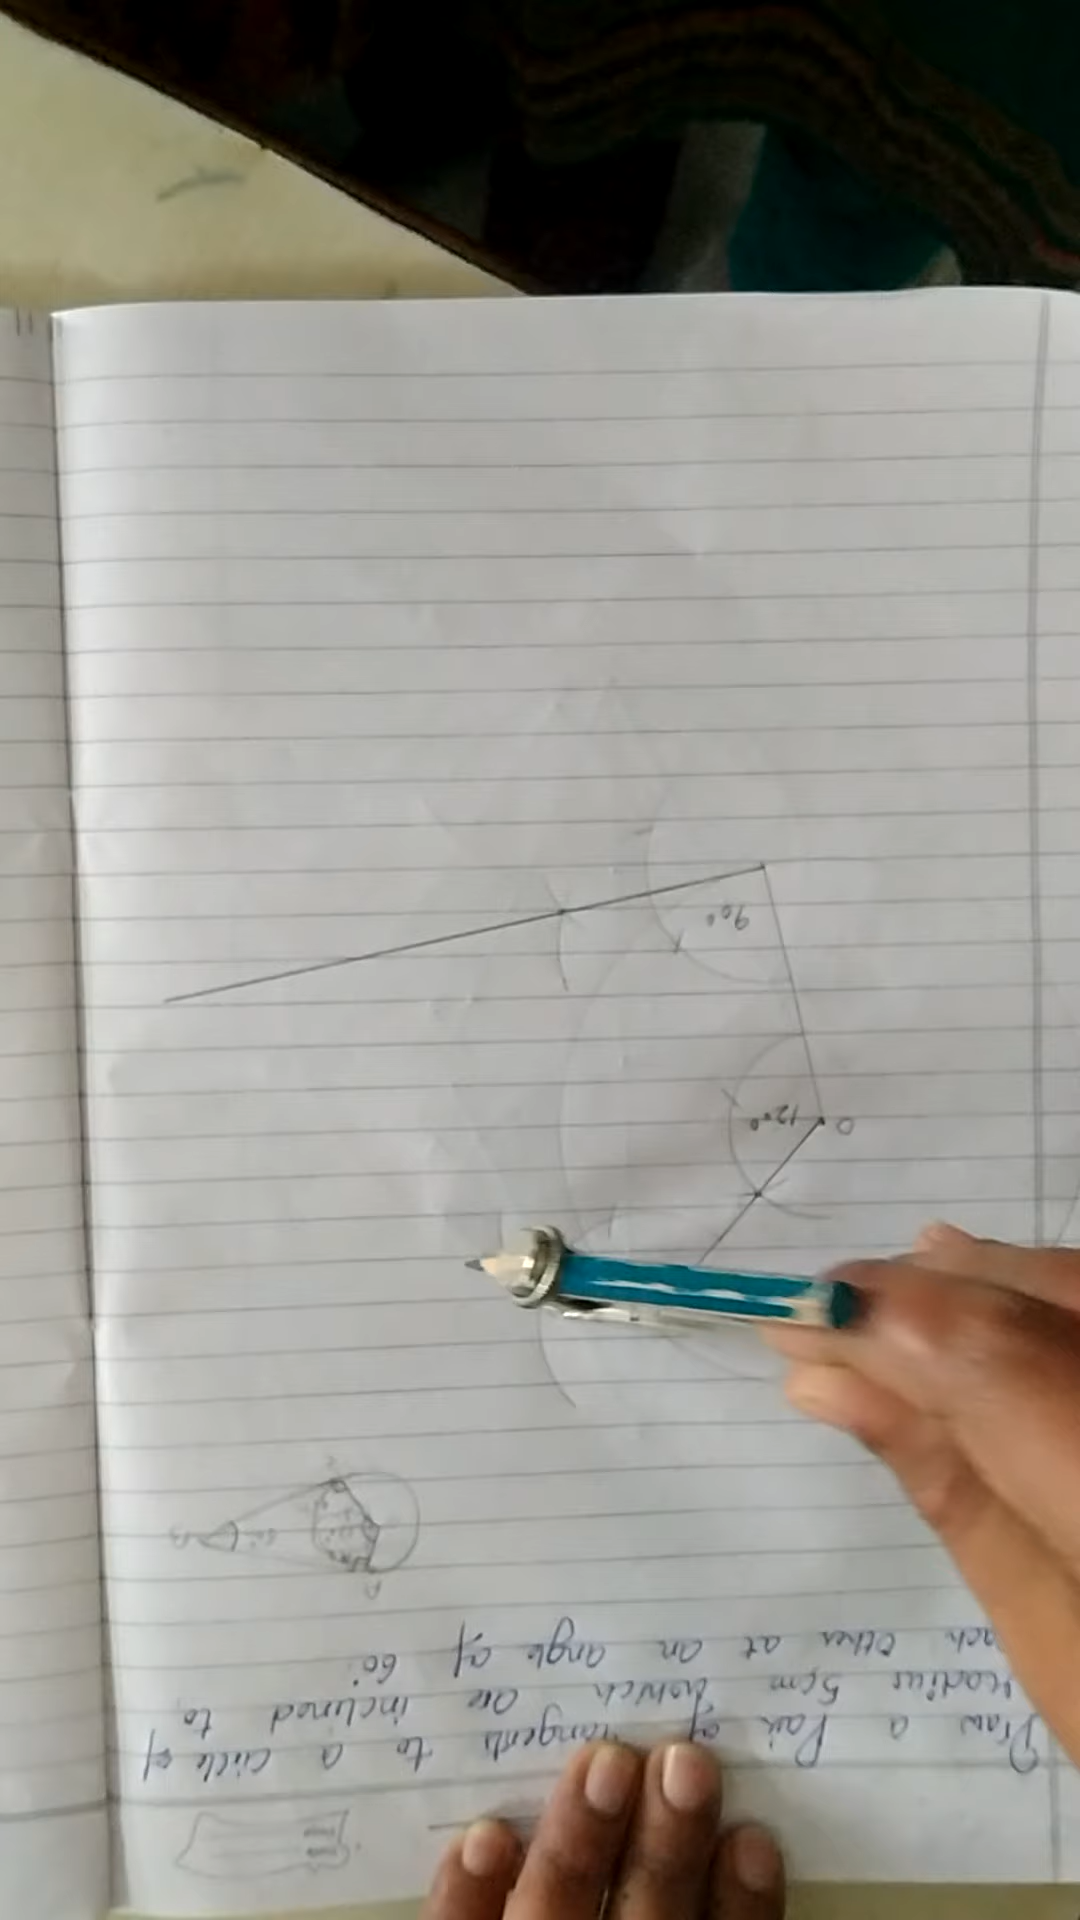 Draw a Pair of tangents to a circle of
radius 5cm which are inclined to
each other at an angle of 60°.
A
B
60°
120°
O
90°